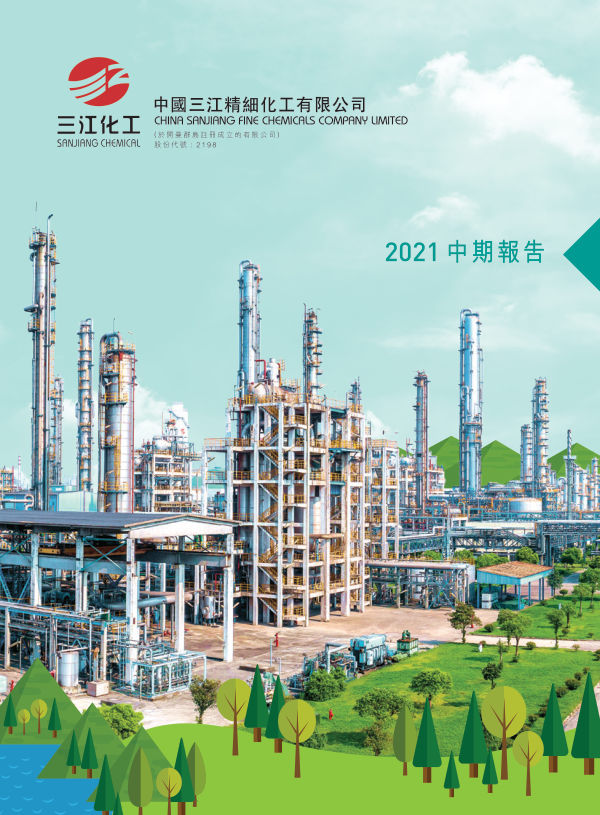 三江化工
SANJIANG CHEMICAL
中國三江精細化工有限公司
CHINA SANJIANG FINE CHEMICALS COMPANY LIMITED
(於開曼群島註冊成立的有限公司)
股份代號：2198
2021 中期報告